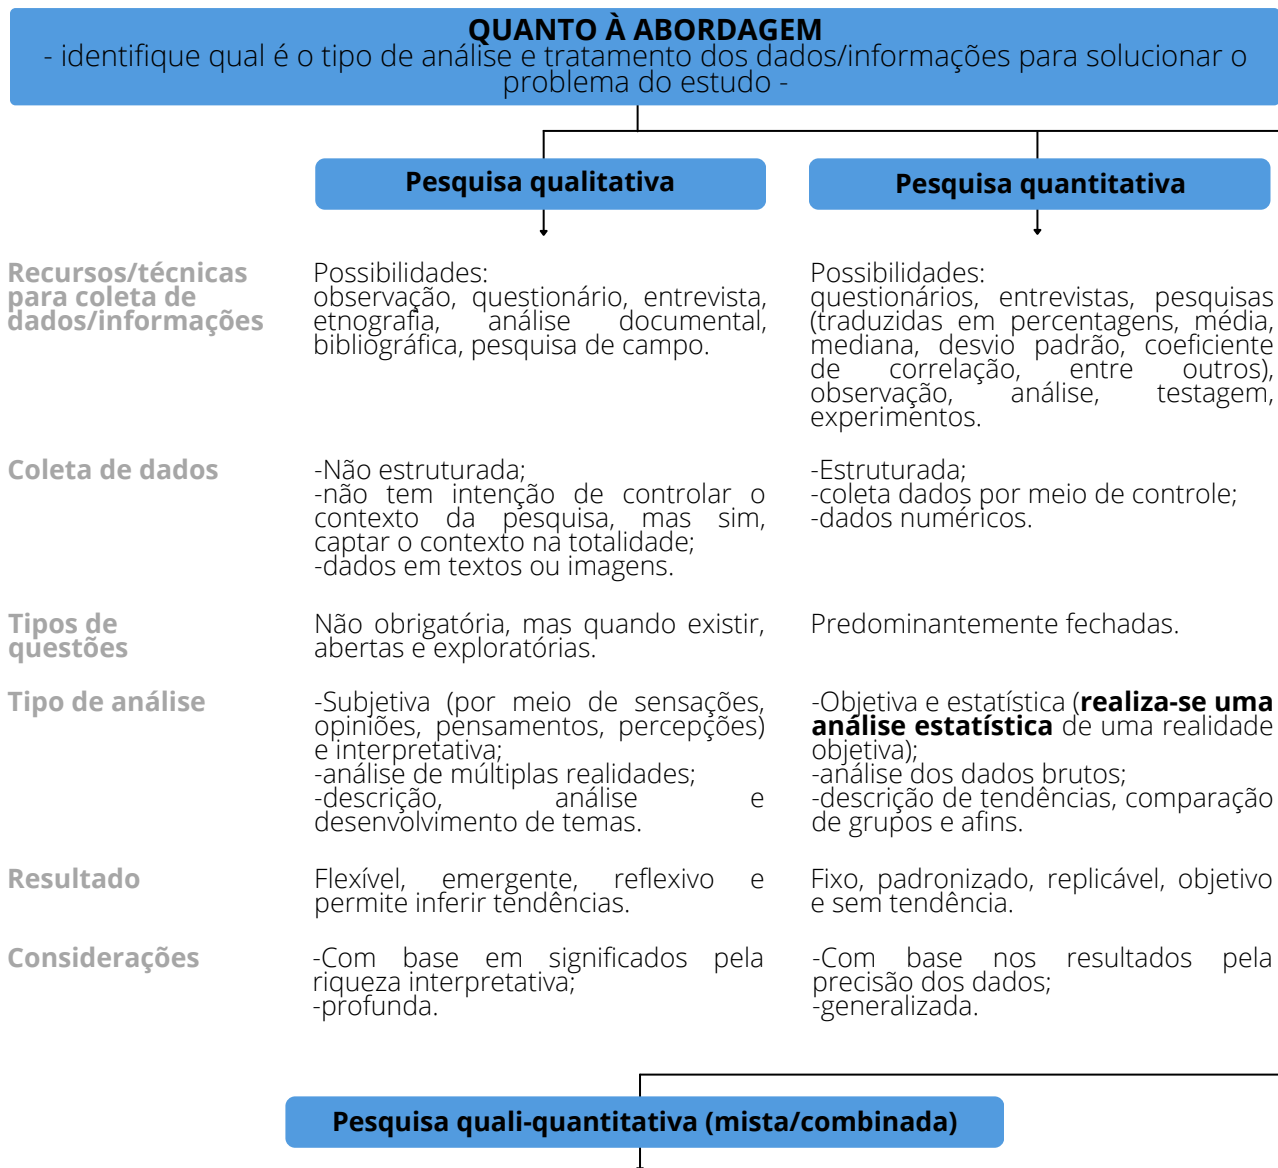 QUANTO À ABORDAGEM
- identifique qual é o tipo de análise e tratamento dos dados/informações para solucionar o
problema do estudo -
Pesquisa qualitativa
Pesquisa quantitativa
Recursos/técnicas
para coleta de
dados/informações
Possibilidades:
observação, questionário, entrevista,
etnografia, análise documental,
bibliográfica, pesquisa de campo.
Possibilidades:
questionários, entrevistas, pesquisas
(traduzidas em percentagens, média,
mediana, desvio padrão, coeficiente
de correlação, entre outros),
observação, análise, testagem,
experimentos.
Coleta de dados
-Não estruturada;
-não tem intenção de controlar o
contexto da pesquisa, mas sim,
captar o contexto na totalidade;
-dados em textos ou imagens.
-Estruturada;
-coleta dados por meio de controle;
-dados numéricos.
Tipos de
questões
Não obrigatória, mas quando existir,
abertas e exploratórias.
Predominantemente fechadas.
Tipo de análise
-Subjetiva (por meio de sensações,
opiniões, pensamentos, percepções)
e interpretativa;
-análise de múltiplas realidades;
-descrição, análise e
desenvolvimento de temas.
-Objetiva e estatística (realiza-se uma
análise estatística de uma realidade
objetiva);
-análise dos dados brutos;
-descrição de tendências, comparação
de grupos e afins.
Resultado
Flexível, emergente, reflexivo e
permite inferir tendências.
Fixo, padronizado, replicável, objetivo
e sem tendência.
Considerações
-Com base em significados pela
riqueza interpretativa;
-profunda.
-Com base nos resultados pela
precisão dos dados;
-generalizada.
Pesquisa quali-quantitativa (mista/combinada)